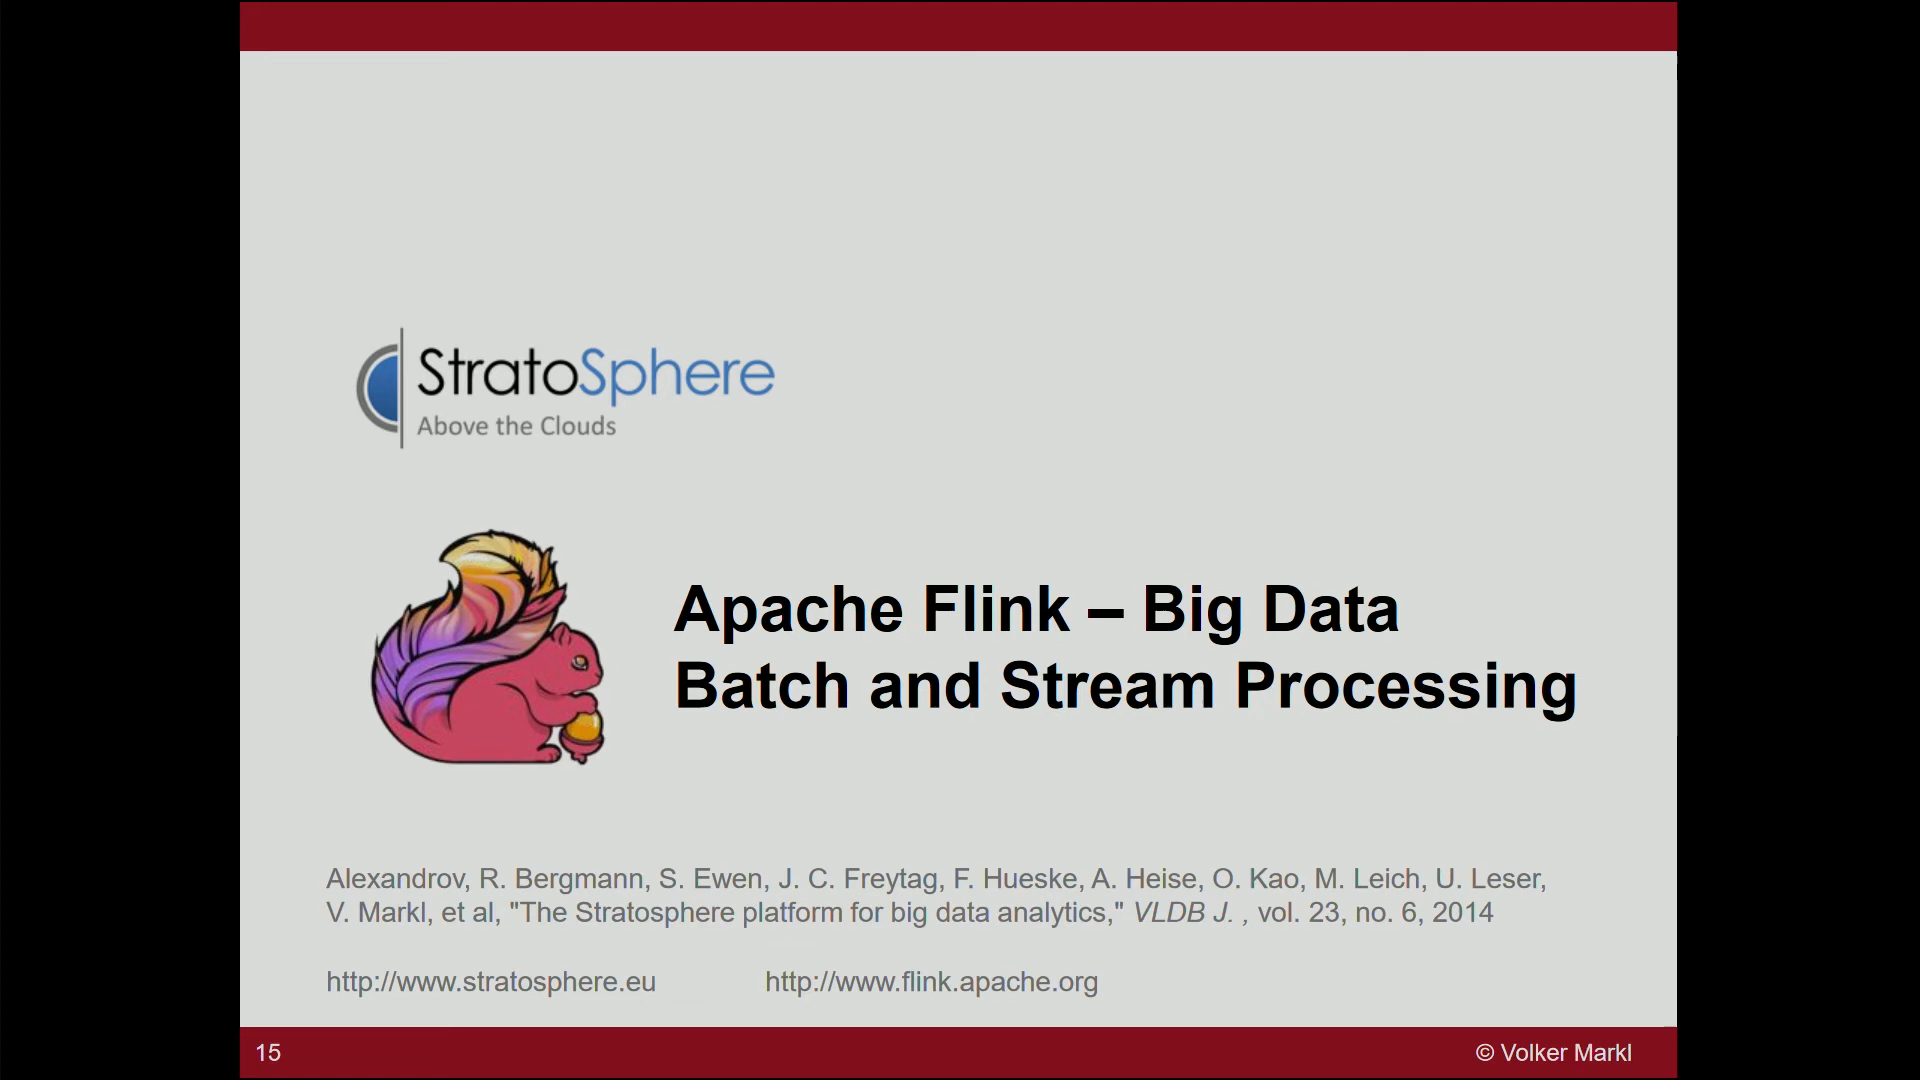 StratoSphere
Above the Clouds
Apache Flink – Big Data
Batch and Stream Processing
Alexandrov, R. Bergmann, S. Ewen, J. C. Freytag, F. Hueske, A. Heise, O. Kao, M. Leich, U. Leser,
V. Markl, et al, "The Stratosphere platform for big data analytics," VLDB J. , vol. 23, no. 6, 2014
http://www.stratosphere.eu http://www.flink.apache.org
15 © Volker Markl